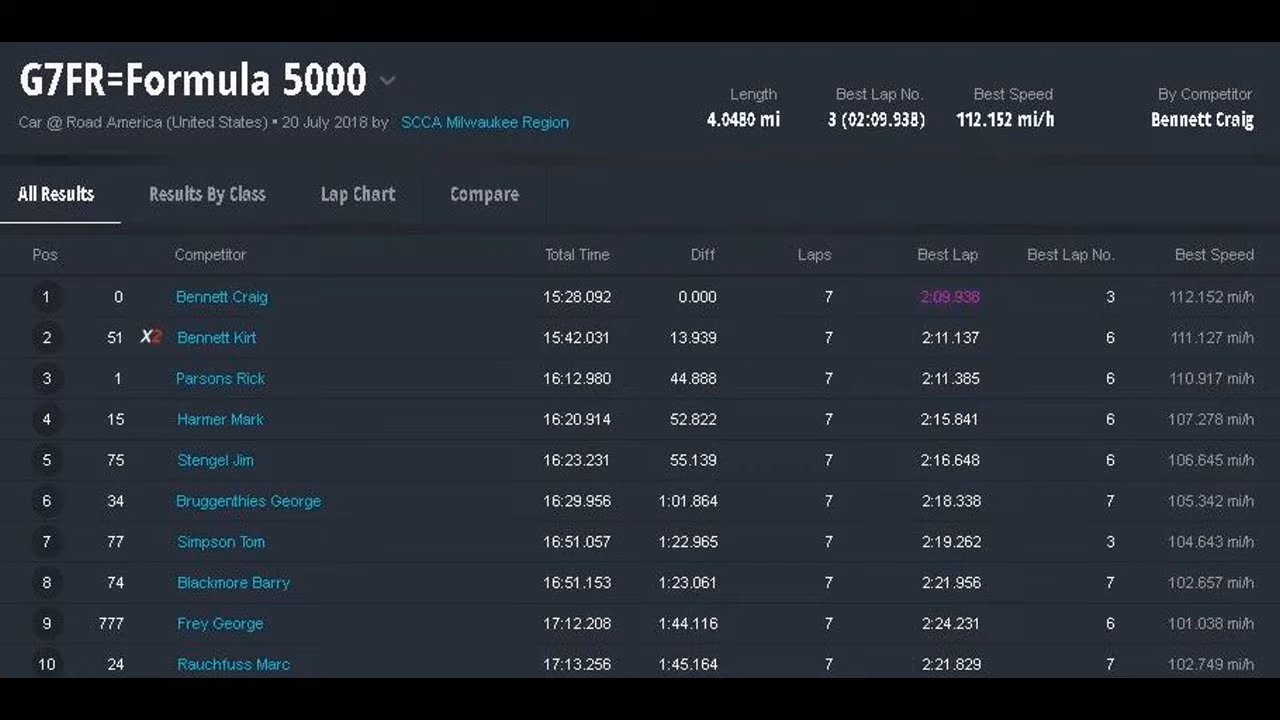 G7FR=Formula 5000
Car @ Road America (United States) • 20 July 2018 by SCCA Milwaukee Region
Length Best Lap No. Best Speed By Competitor
4.0480 mi 3 (02:09.938) 112.152 mi/h Bennett Craig
All Results Results By Class Lap Chart Compare
Pos Competitor Total Time Diff Laps Best Lap Best Lap No. Best Speed
1 0 Bennett Craig 15:28.092 0.000 7 2:09.938 3 112.152 mi/h
2 51 X2 Bennett Kirt 15:42.031 13.939 7 2:11.137 6 111.127 mi/h
3 1 Parsons Rick 16:12.980 44.888 7 2:11.385 6 110.917 mi/h
4 15 Harmer Mark 16:20.914 52.822 7 2:15.841 6 107.278 mi/h
5 75 Stengel Jim 16:23.231 55.139 7 2:16.648 6 106.645 mi/h
6 34 Bruggenthies George 16:29.956 1:01.864 7 2:18.338 7 105.342 mi/h
7 77 Simpson Tom 16:51.057 1:22.965 7 2:19.262 3 104.643 mi/h
8 74 Blackmore Barry 16:51.153 1:23.061 7 2:21.956 7 102.657 mi/h
9 777 Frey George 17:12.208 1:44.116 7 2:24.231 6 101.038 mi/h
10 24 Rauchfuss Marc 17:13.256 1:45.164 7 2:21.829 7 102.749 mi/h